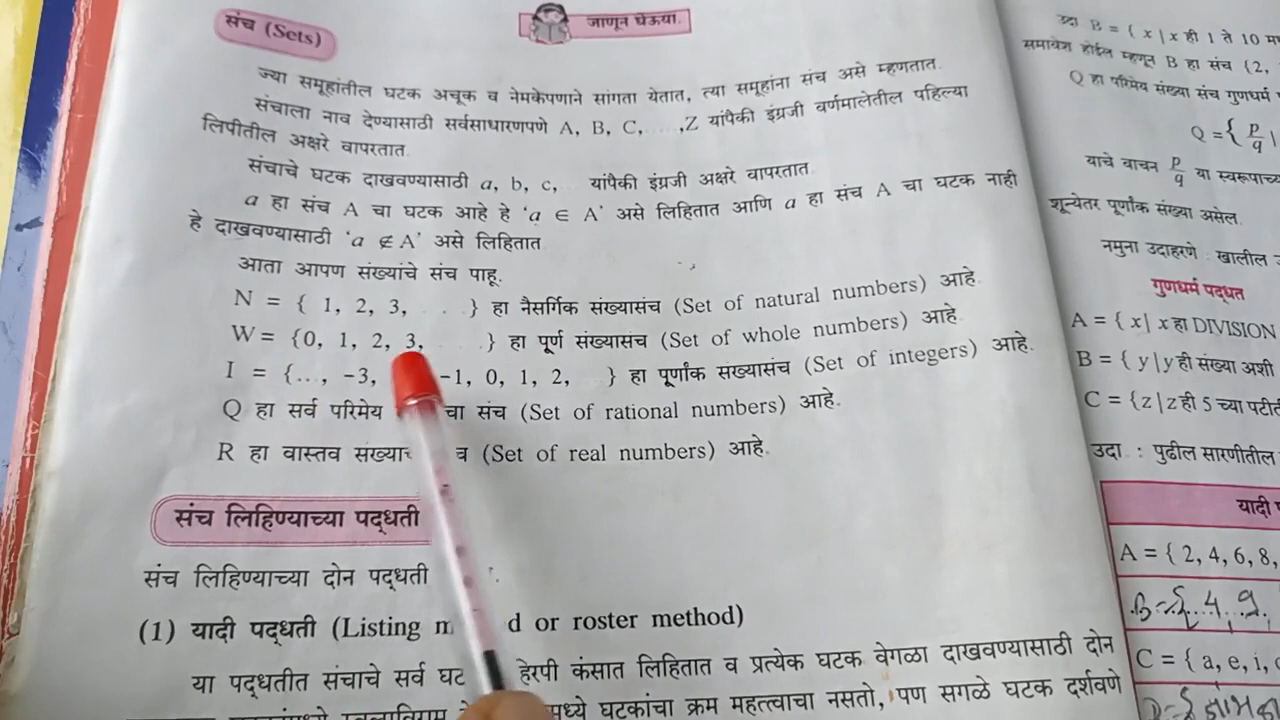 संच (Sets)
जाणून घेऊया.
ज्या समूहांतील घटक अचूक व नेमकेपणाने सांगता येतात, त्या समूहांना संच असे म्हणतात.
संचाला नाव देण्यासाठी सर्वसाधारणपणे A, B, C, ... ,Z यांपैकी इंग्रजी वर्णमालेतील पहिल्या
लिपीतील अक्षरे वापरतात.
संचाचे घटक दाखवण्यासाठी a, b, c, ... यांपैकी इंग्रजी अक्षरे वापरतात.
a हा संच A चा घटक आहे हे 'a ∈ A' असे लिहितात आणि a हा संच A चा घटक नाही
हे दाखवण्यासाठी 'a ∉ A' असे लिहितात
आता आपण संख्यांचे संच पाहू.
N = { 1, 2, 3, . . . } हा नैसर्गिक संख्यासंच (Set of natural numbers) आहे.
W = {0, 1, 2, 3, . . . } हा पूर्ण संख्यासंच (Set of whole numbers) आहे.
I = {..., -3, -1, 0, 1, 2, } हा पूर्णांक संख्यासंच (Set of integers) आहे.
Q हा सर्व परिमेय चा संच (Set of rational numbers) आहे.
R हा वास्तव (Set of real numbers) आहे.
संच लिहिण्याच्या पद्धती
संच लिहिण्याच्या दोन पद्धती
(1) यादी पद्धती (Listing or roster method)
या पद्धतीत संचाचे सर्व कंसात लिहितात व प्रत्येक घटक वेगळा दाखवण्यासाठी दोन
घटकांचा क्रम महत्त्वाचा नसतो, पण सगळे घटक दर्शवणे
उदा B = { x | x ही 1 ते 10
समावेश होईल म्हणून B हा संच {2,
Q हा परिमेय संख्या संच गुणधर्म
Q = { p/q |
याचे वाचन p/q या स्वरूपाच्या
शून्येतर पूर्णांक संख्या असेल.
नमुना उदाहरणे : खालील
गुणधर्म पद्धत
A = { x | x हा DIVISION
B = { y | y ही संख्या अशी
C = {z | z ही 5 च्या
उदा. : पुढील सारणीतील
यादी
A = { 2, 4, 6, 8,
4, 9
C = { a, e, i,